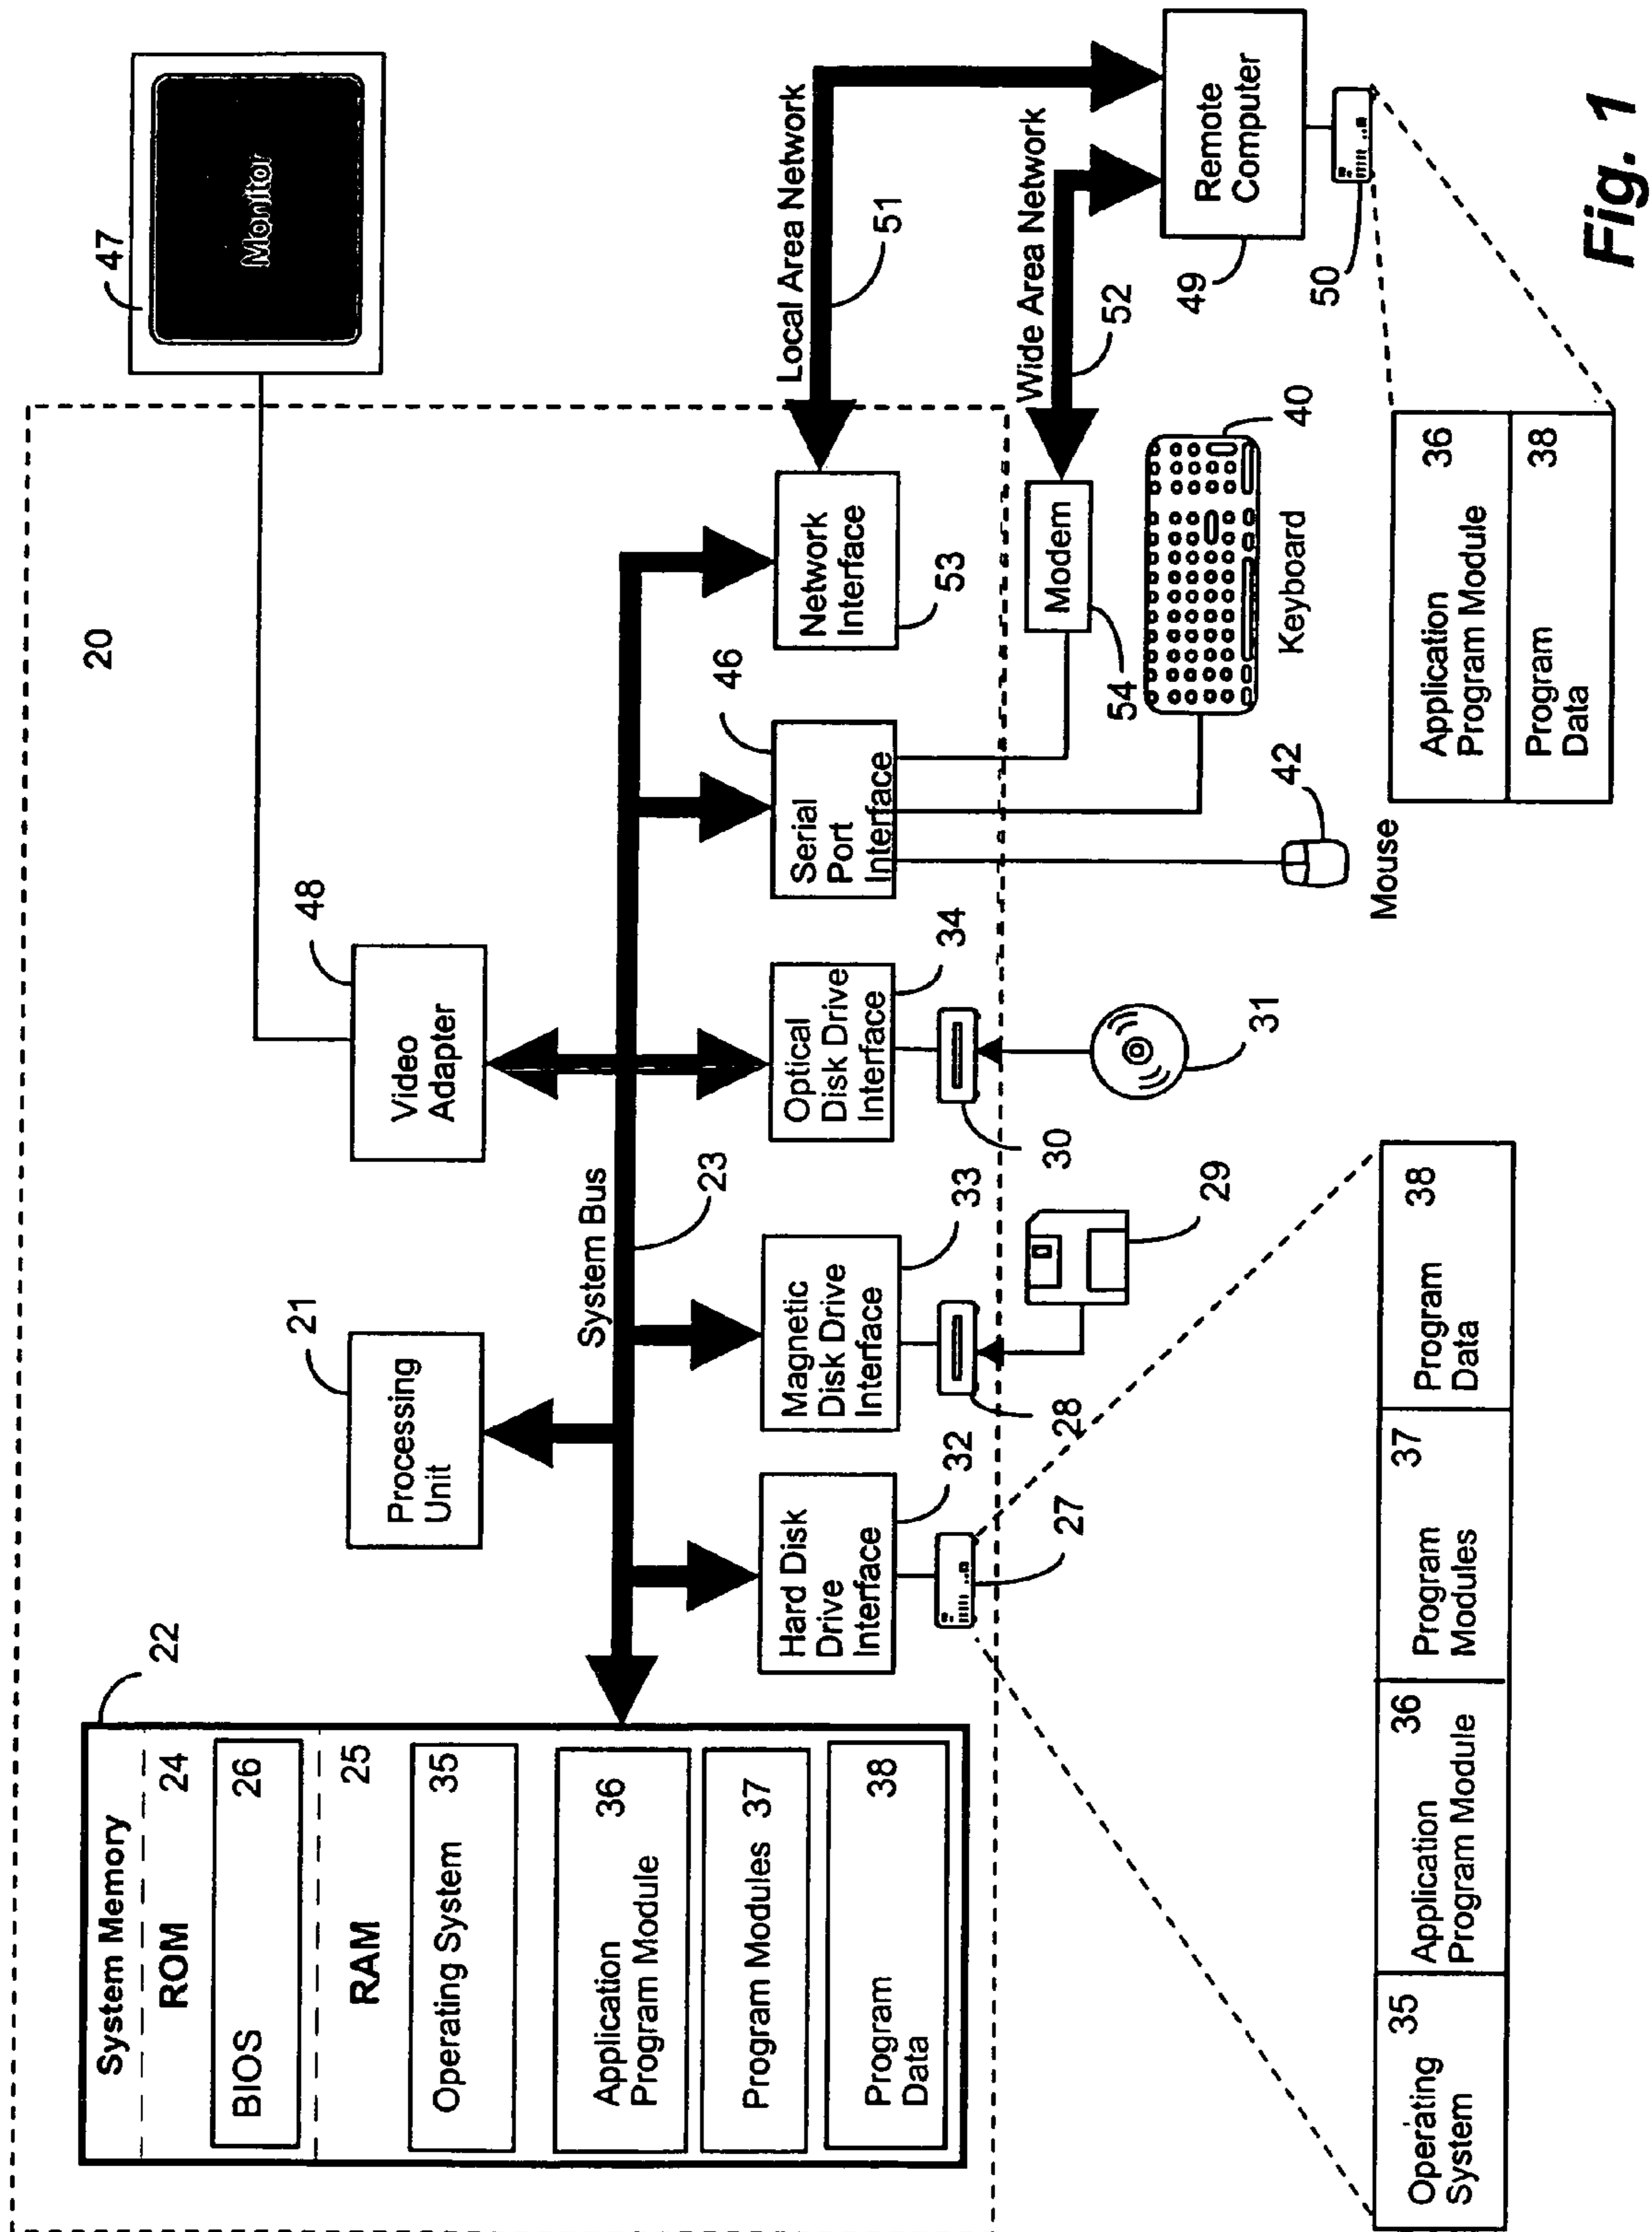 20
System Memory
22
ROM 24
BIOS 26
RAM 25
Operating System 35
Application
Program Module
36
Program Modules 37
Program
Data
38
Processing
Unit
21
Video
Adapter
48
Monitor
47
System Bus
23
Hard Disk
Drive
Interface
32
Magnetic
Disk Drive
Interface
33
Optical
Disk Drive
Interface
34
Serial
Port
Interface
46
Network
Interface
53
Local Area Network
51
27
28
29
30
31
Modem
54
Wide Area Network
52
Mouse
42
Keyboard
40
Remote
Computer
49
50
Operating
System
35
Application
Program Module
36
Program
Modules
37
Program
Data
38
Application
Program Module
36
Program
Data
38
Fig. 1